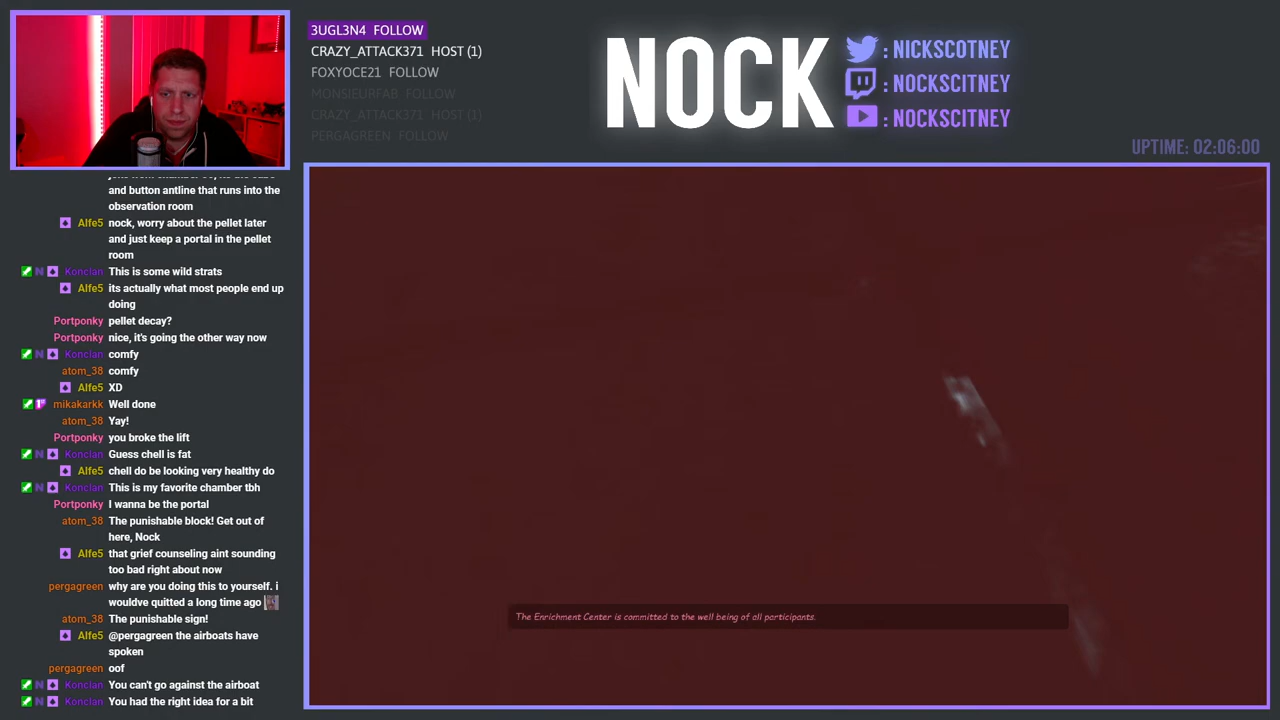 3UGL3N4 FOLLOW
CRAZY_ATTACK371 HOST (1)
FOXYOCE21 FOLLOW
MONSIEURFAB FOLLOW
CRAZY_ATTACK371 HOST (1)
PERGAGREEN FOLLOW
NOCK
: NICKSCOTNEY
: NOCKSCITNEY
: NOCKSCITNEY
UPTIME: 02:06:00
and button antline that runs into the
observation room
Alfe5 nock, worry about the pellet later
and just keep a portal in the pellet
room
N Konclan This is some wild strats
Alfe5 its actually what most people end up
doing
Portponky pellet decay?
Portponky nice, it's going the other way now
N Konclan comfy
atom_38 comfy
Alfe5 XD
mikakarkk Well done
atom_38 Yay!
Portponky you broke the lift
N Konclan Guess chell is fat
Alfe5 chell do be looking very healthy do
N Konclan This is my favorite chamber tbh
Portponky I wanna be the portal
atom_38 The punishable block! Get out of
here, Nock
Alfe5 that grief counseling aint sounding
too bad right about now
pergagreen why are you doing this to yourself. i
wouldve quitted a long time ago
atom_38 The punishable sign!
Alfe5 @pergagreen the airboats have
spoken
pergagreen oof
N Konclan You can't go against the airboat
N Konclan You had the right idea for a bit
The Enrichment Center is committed to the well being of all participants.